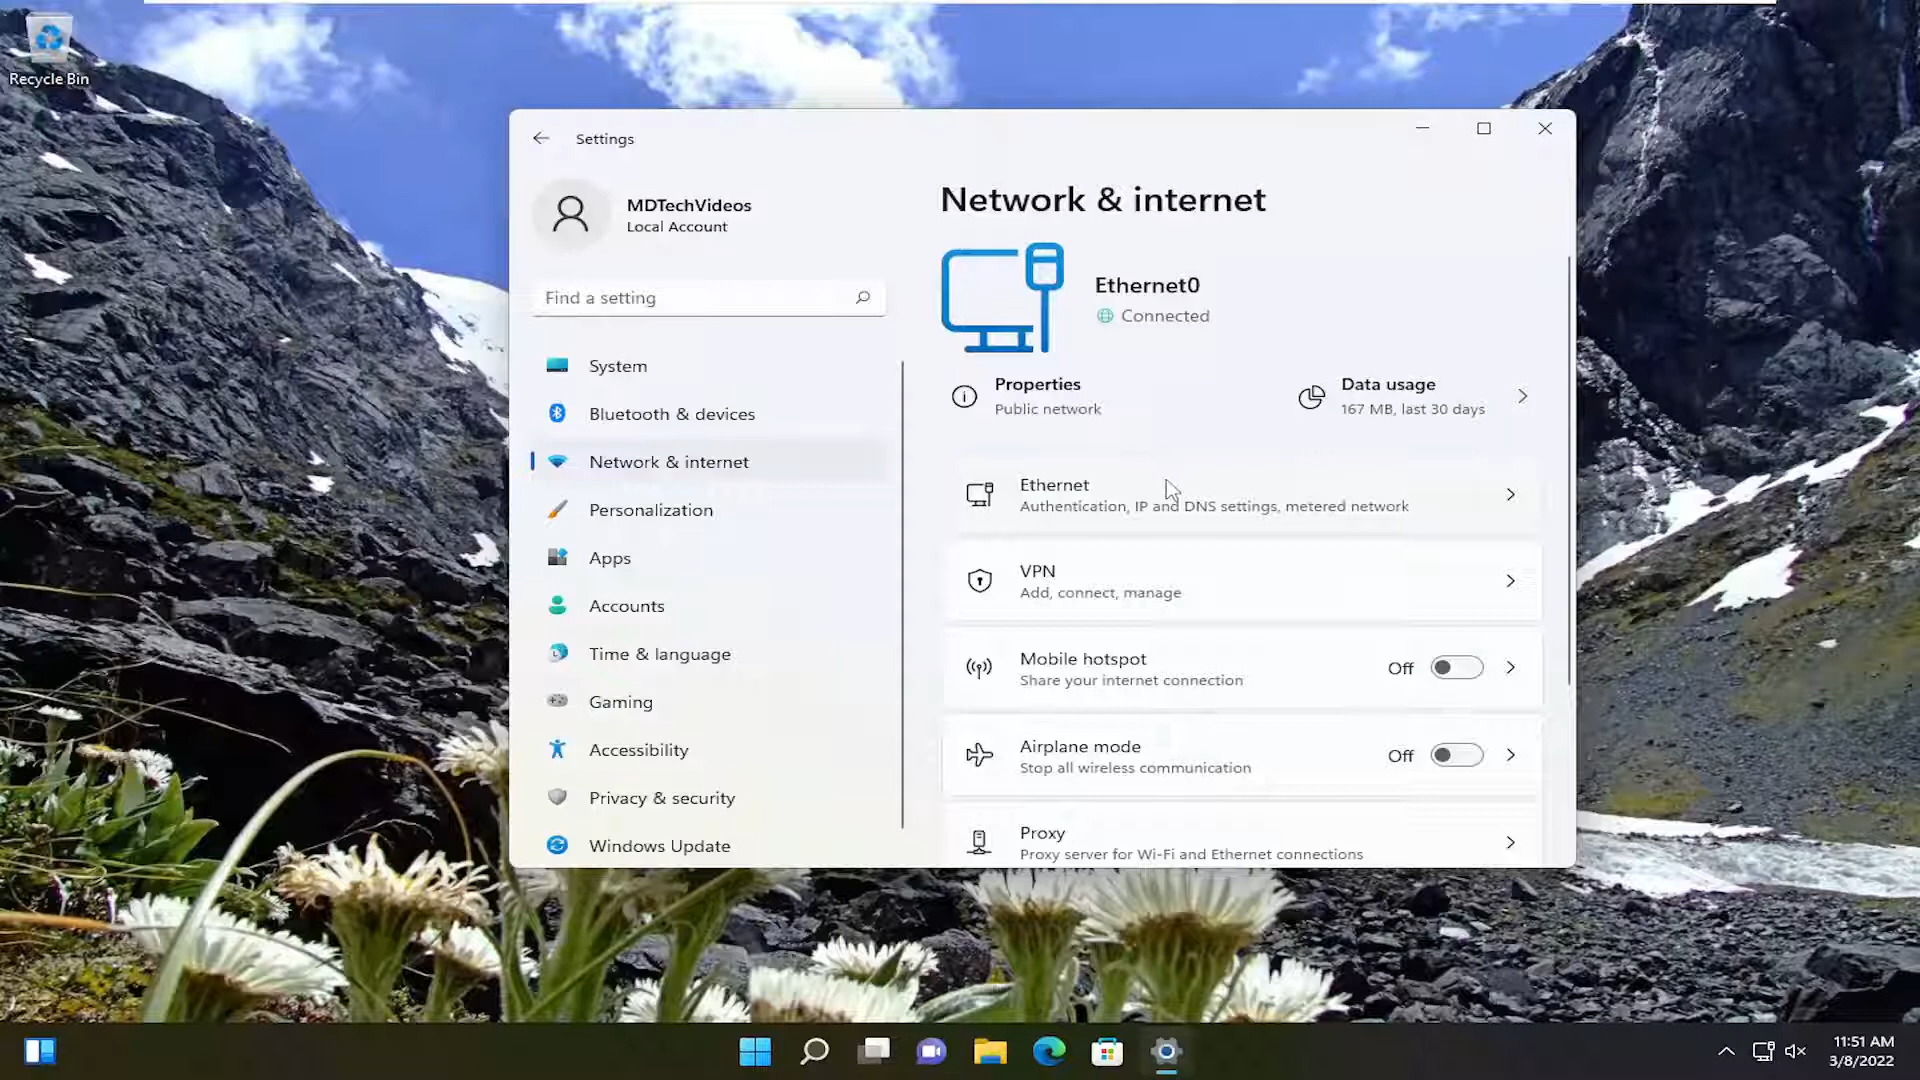 Recycle Bin
Settings
MDTechVideos
Local Account
Find a setting
System
Bluetooth & devices
Network & internet
Personalization
Apps
Accounts
Time & language
Gaming
Accessibility
Privacy & security
Windows Update
Network & internet
Ethernet0
Connected
Properties
Public network
Data usage
167 MB, last 30 days
Ethernet
Authentication, IP and DNS settings, metered network
VPN
Add, connect, manage
Mobile hotspot
Share your internet connection
Off
Airplane mode
Stop all wireless communication
Off
Proxy
Proxy server for Wi-Fi and Ethernet connections
11:51 AM
3/8/2022